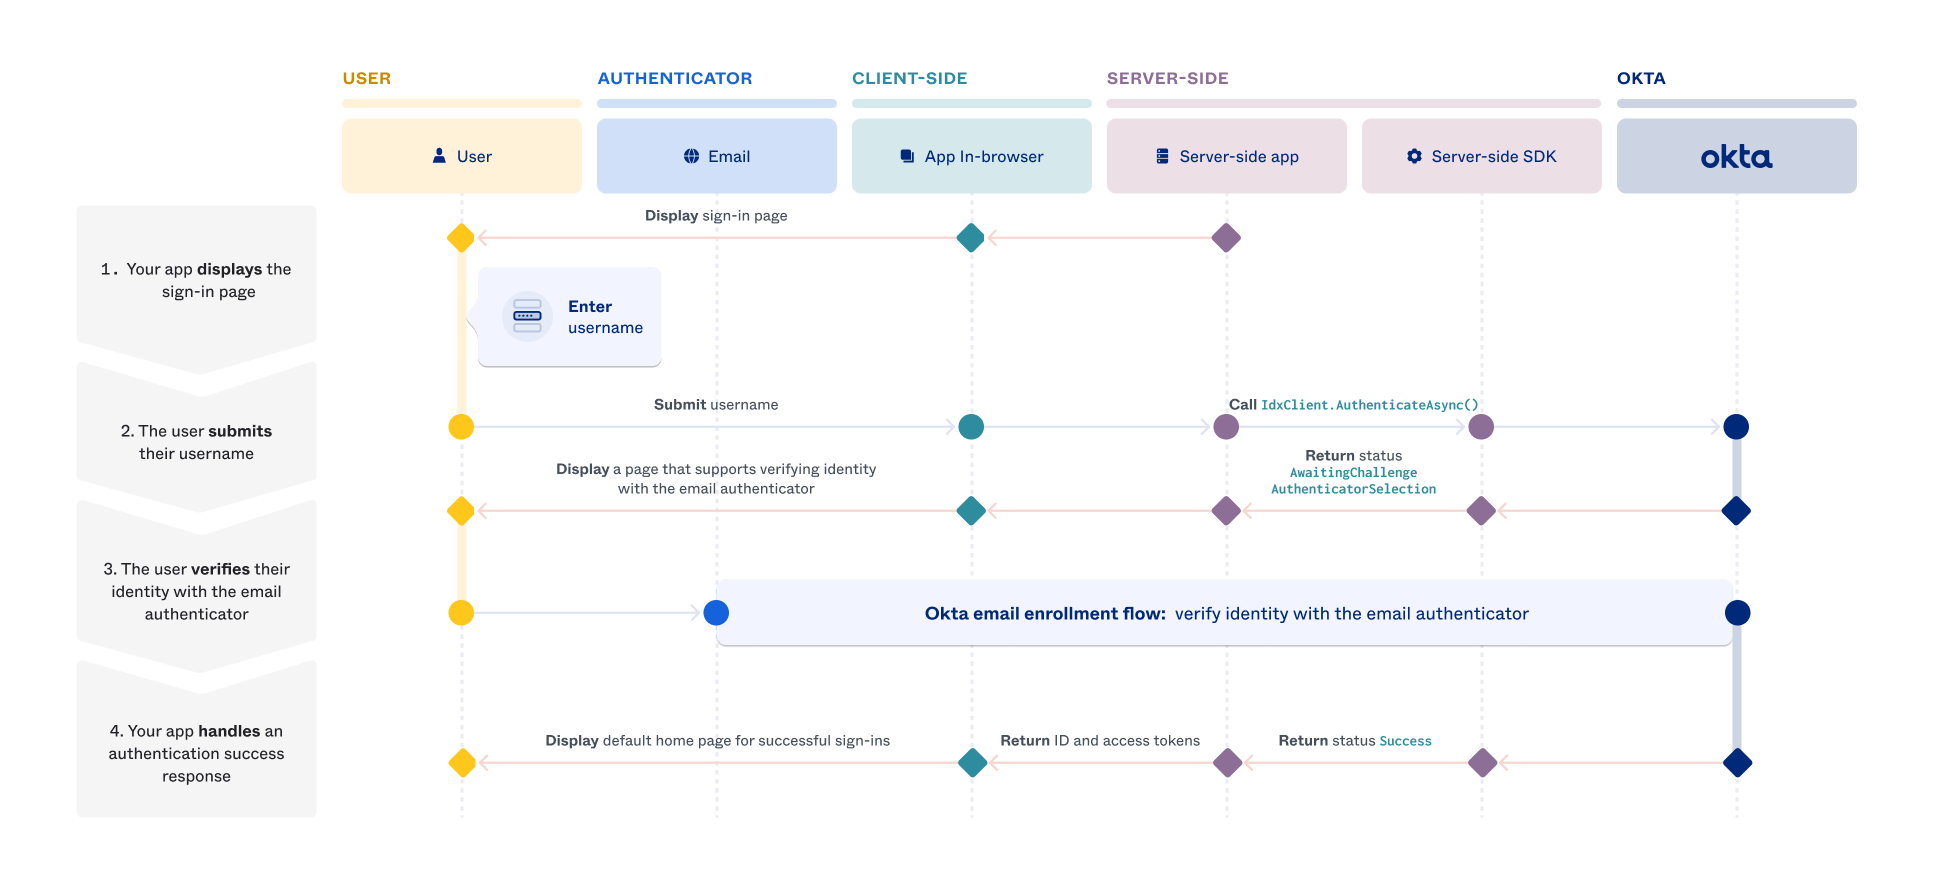 USER
AUTHENTICATOR
CLIENT-SIDE
SERVER-SIDE
OKTA
User
Email
App In-browser
Server-side app
Server-side SDK
okta
1. Your app displays the
sign-in page
Display sign-in page
Enter
username
2. The user submits
their username
Submit username
Call IdxClient.AuthenticateAsync()
Display a page that supports verifying identity
with the email authenticator
Return status
AwaitingChallenge
AuthenticatorSelection
3. The user verifies their
identity with the email
authenticator
Okta email enrollment flow: verify identity with the email authenticator
4. Your app handles an
authentication success
response
Display default home page for successful sign-ins
Return ID and access tokens
Return status Success